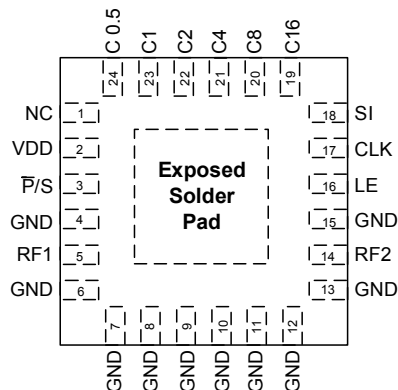 C 0.5
C1
C2
C4
C8
C16
24
23
22
21
20
19
NC 1
VDD 2
P̅/S 3
GND 4
RF1 5
GND 6
Exposed
Solder
Pad
18 SI
17 CLK
16 LE
15 GND
14 RF2
13 GND
7
8
9
10
11
12
GND
GND
GND
GND
GND
GND